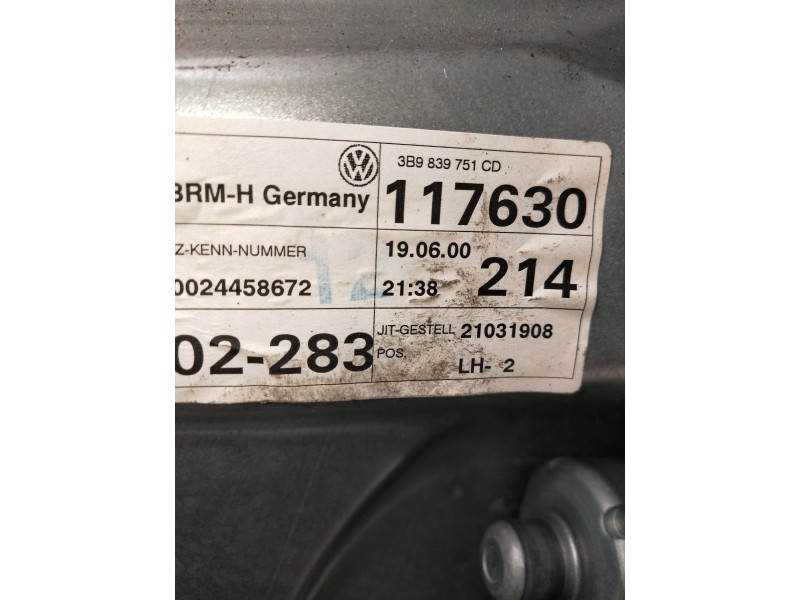 3B9 839 751 CD
BRM-H Germany
117630
Z-KENN-NUMMER
19.06.00
0024458672
21:38
214
02-283
JIT-GESTELL 21031908
POS.
LH- 2